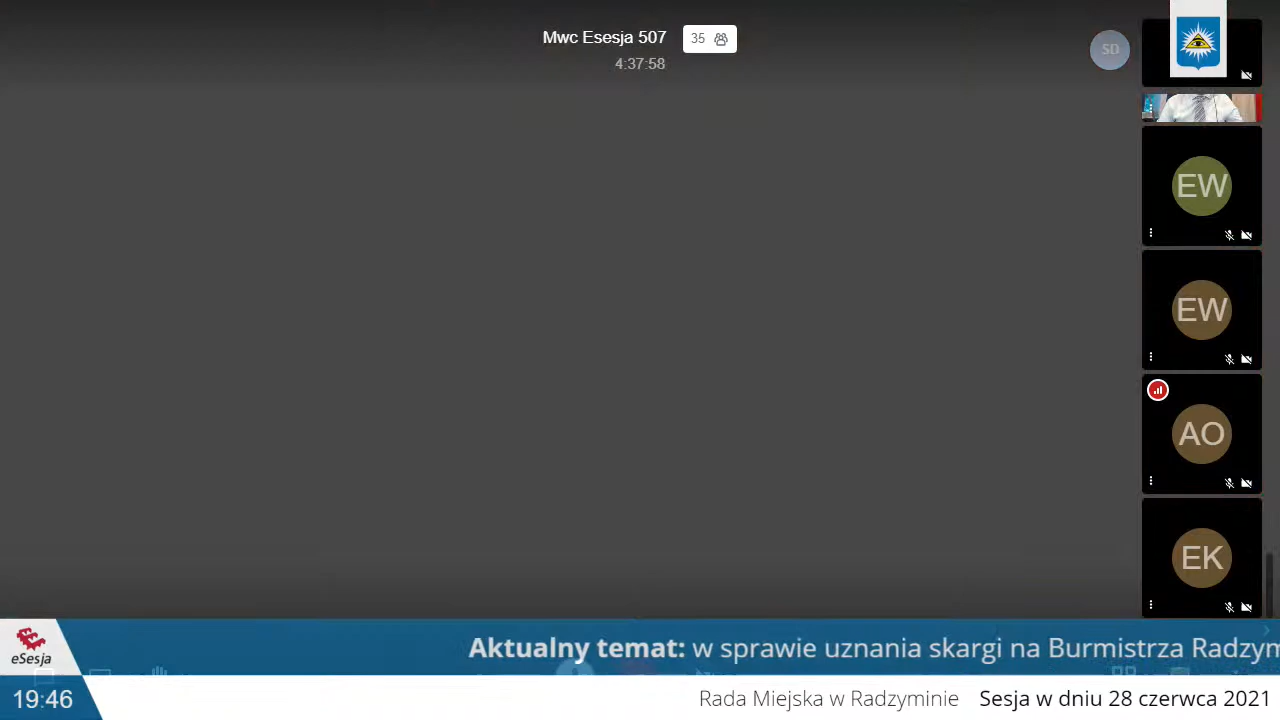 Mwc Esesja 507
35
4:37:58
SD
EW
EW
AO
EK
eSesja
Aktualny temat: w sprawie uznania skargi na Burmistrza
19:46
Rada Miejska w Radzyminie
Sesja w dniu 28 czerwca 2021